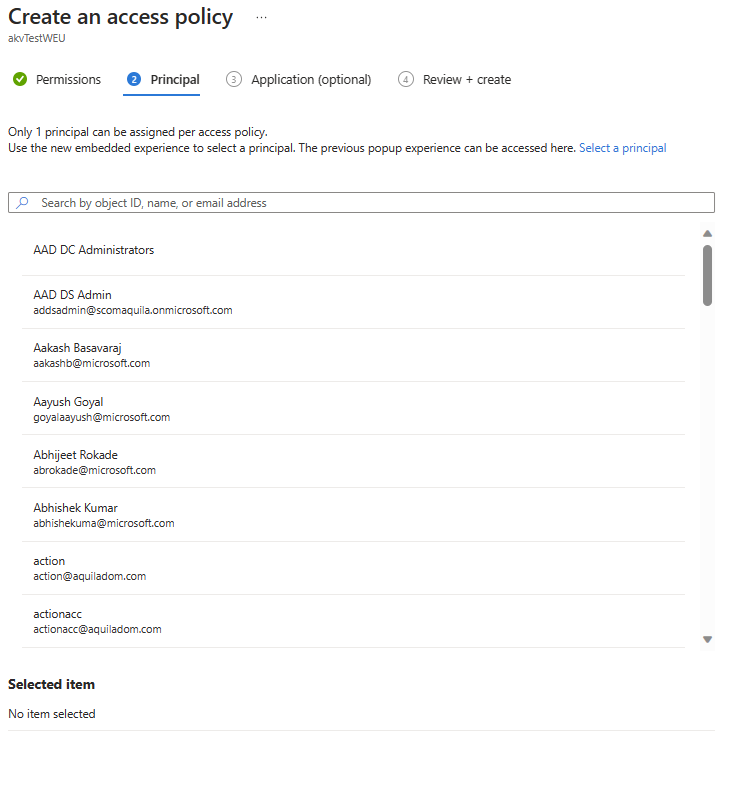 Create an access policy ...
akvTestWEU
Permissions 2 Principal 3 Application (optional) 4 Review + create
Only 1 principal can be assigned per access policy.
Use the new embedded experience to select a principal. The previous popup experience can be accessed here. Select a principal
Search by object ID, name, or email address
AAD DC Administrators
AAD DS Admin
addsadmin@scomaquila.onmicrosoft.com
Aakash Basavaraj
aakashb@microsoft.com
Aayush Goyal
goyalaayush@microsoft.com
Abhijeet Rokade
abrokade@microsoft.com
Abhishek Kumar
abhishekuma@microsoft.com
action
action@aquiladom.com
actionacc
actionacc@aquiladom.com
Selected item
No item selected